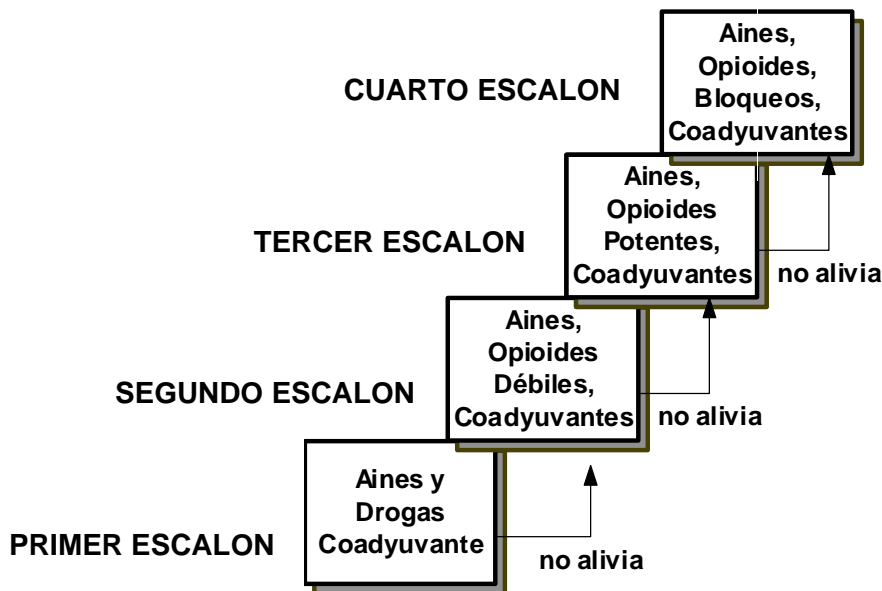 Aines,
Opioides,
Bloqueos,
Coadyuvantes
CUARTO ESCALON
Aines,
Opioides
Potentes,
Coadyuvantes
TERCER ESCALON
no alivia
Aines,
Opioides
Débiles,
Coadyuvantes
SEGUNDO ESCALON
no alivia
Aines y
Drogas
Coadyuvante
PRIMER ESCALON
no alivia